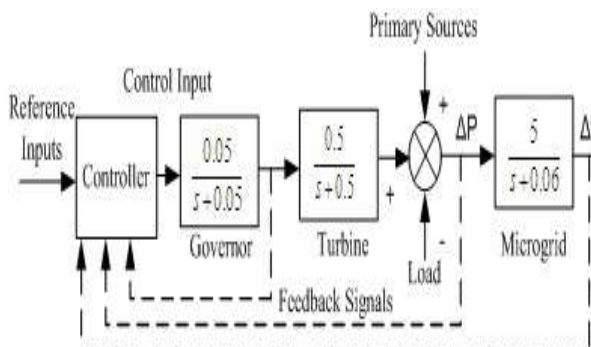 Primary Sources
Control Input
Reference
Inputs
Controller
0.05
s+0.05
Governor
0.5
s+0.5
Turbine
+
+
-
Load
ΔP
5
s+0.06
Microgrid
Δ
Feedback Signals